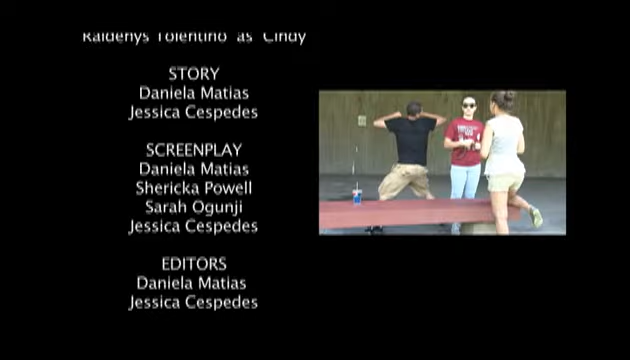 Raidenys Tolentino as Cindy
STORY
Daniela Matias
Jessica Cespedes
SCREENPLAY
Daniela Matias
Shericka Powell
Sarah Ogunji
Jessica Cespedes
EDITORS
Daniela Matias
Jessica Cespedes